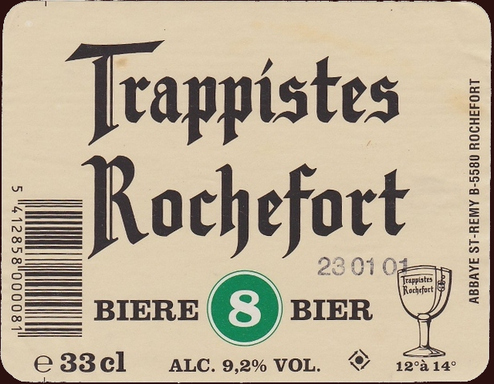 Trappistes
Rochefort
23 01 01
BIERE 8 BIER
e 33 cl
ALC. 9,2% VOL.
Trappistes
Rochefort
12° à 14°
5 412858 000081
ABBAYE ST-REMY B-5580 ROCHEFORT